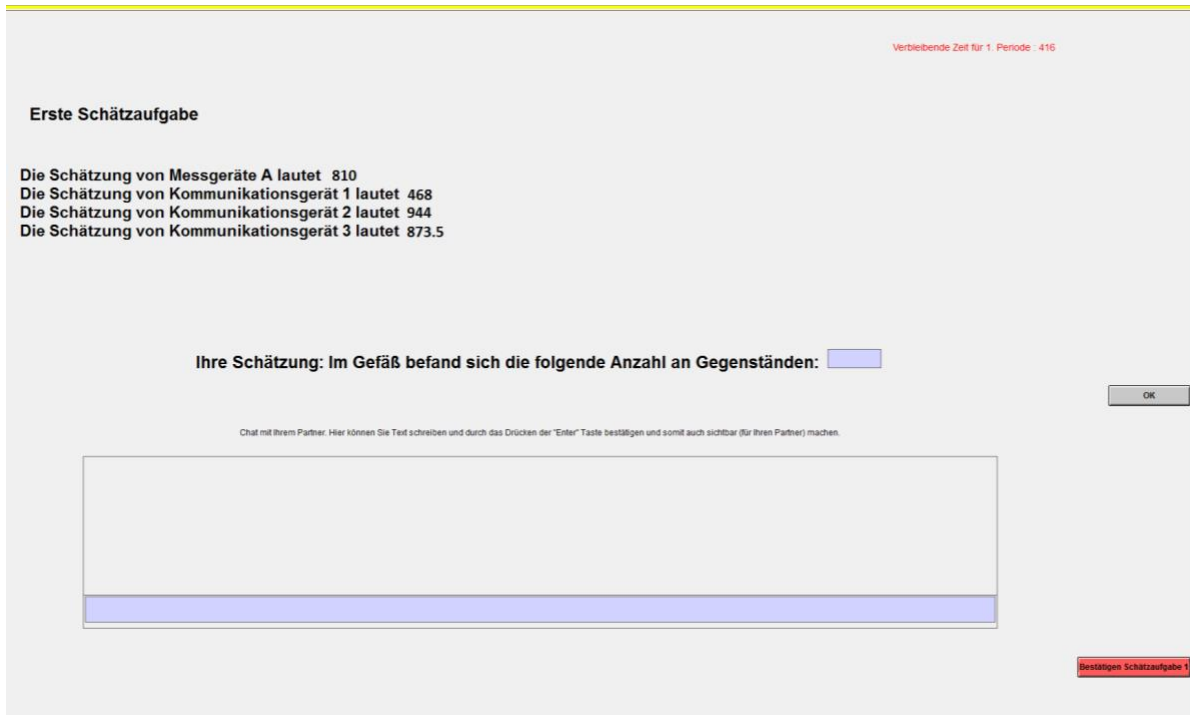 Verbleibende Zeit für 1. Periode : 416
Erste Schätzaufgabe
Die Schätzung von Messgeräte A lautet 810
Die Schätzung von Kommunikationsgerät 1 lautet 468
Die Schätzung von Kommunikationsgerät 2 lautet 944
Die Schätzung von Kommunikationsgerät 3 lautet 873.5
Ihre Schätzung: Im Gefäß befand sich die folgende Anzahl an Gegenständen:
OK
Chat mit Ihrem Partner. Hier können Sie Text schreiben und durch das Drücken der "Enter" Taste bestätigen und somit auch sichtbar (für Ihren Partner) machen.
Bestätigen Schätzaufgabe 1